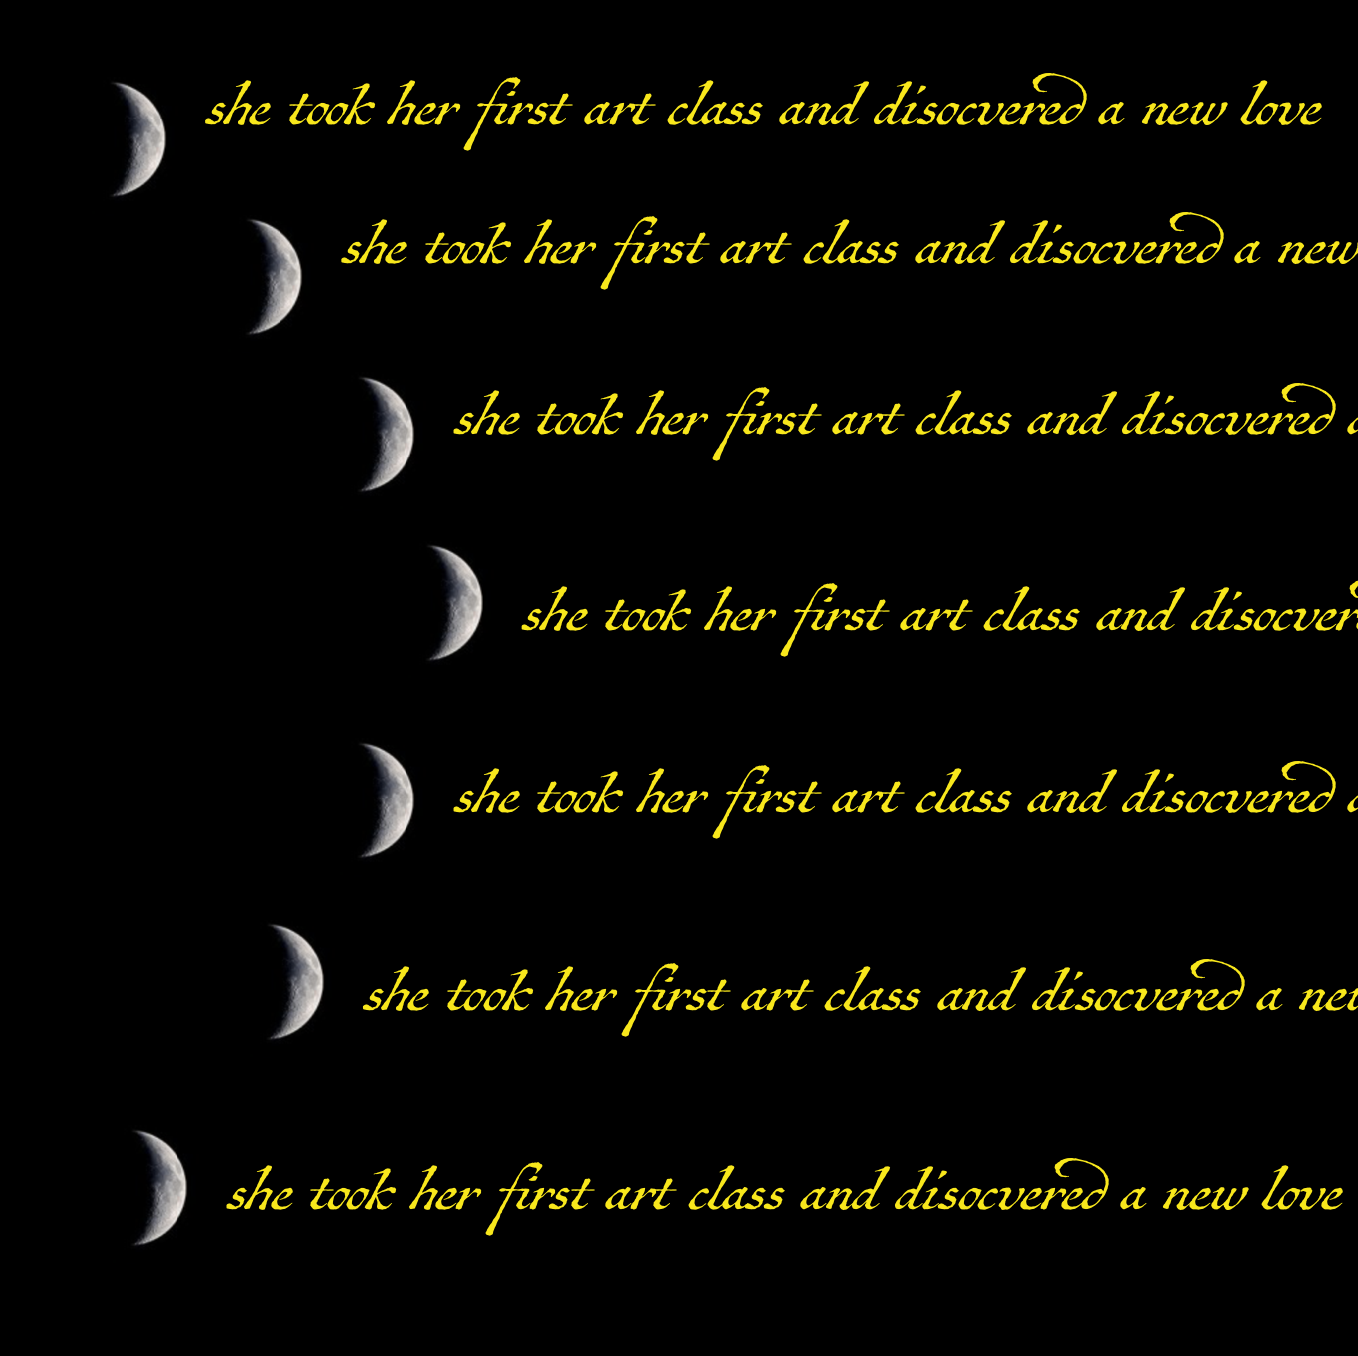 she took her first art class and disocvered a new love
she took her first art class and disocvered a new
she took her first art class and disocvered
she took her first art class and disocver
she took her first art class and disocvered
she took her first art class and disocvered a
she took her first art class and disocvered a new love